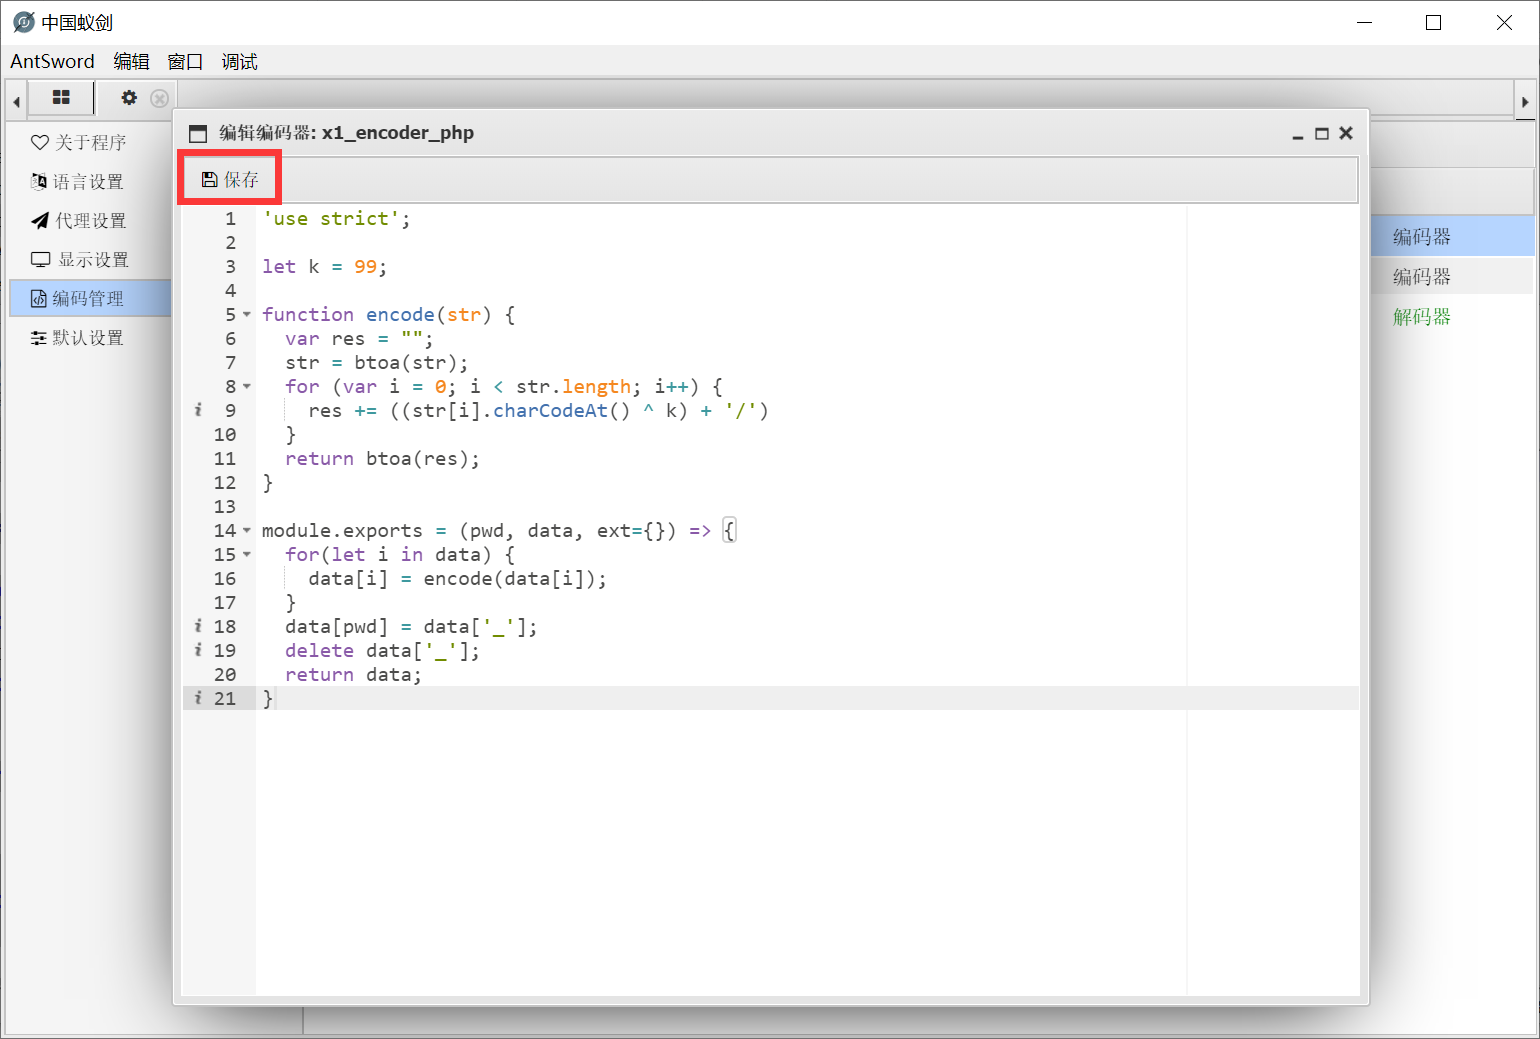 中国蚁剑
AntSword 编辑 窗口 调试
关于程序
语言设置
代理设置
显示设置
编码管理
默认设置
编辑编码器: x1_encoder_php
保存
1 'use strict';
2
3 let k = 99;
4
5 function encode(str) {
6   var res = "";
7   str = btoa(str);
8   for (var i = 0; i < str.length; i++) {
9     res += ((str[i].charCodeAt() ^ k) + '/')
10   }
11   return btoa(res);
12 }
13
14 module.exports = (pwd, data, ext={}) => {
15   for(let i in data) {
16     data[i] = encode(data[i]);
17   }
18   data[pwd] = data['_'];
19   delete data['_'];
20   return data;
21 }
编码器
编码器
解码器